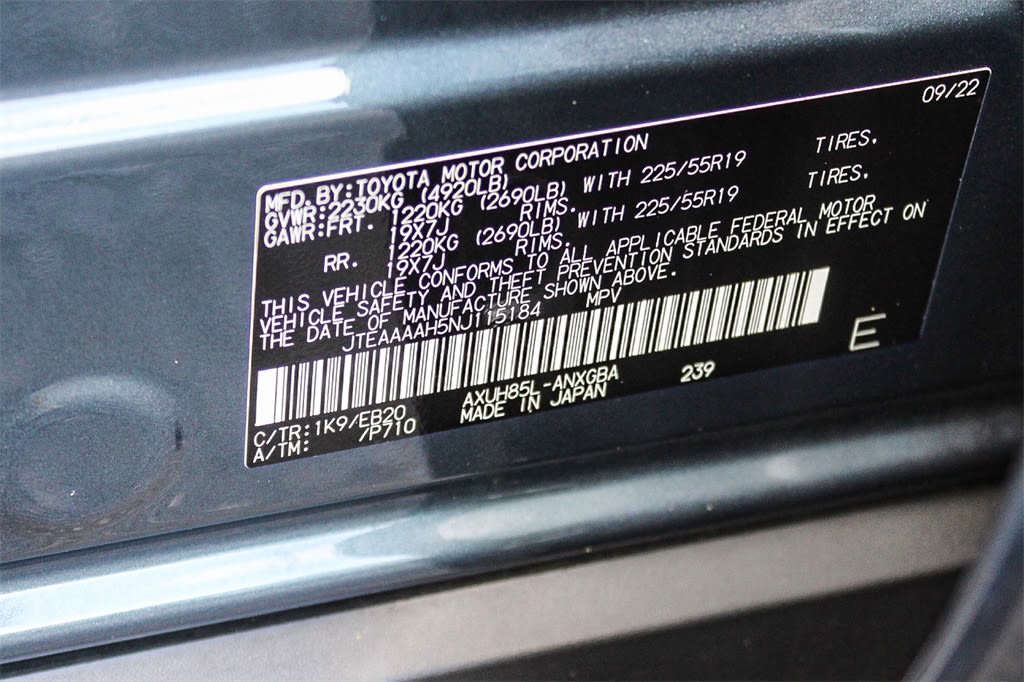 09/22
MFD.BY:TOYOTA MOTOR CORPORATION
GVWR:2230KG (4920LB)
GAWR:FRT. 1220KG (2690LB) WITH 225/55R19 TIRES.
19X7J RIMS.
RR. 1220KG (2690LB) WITH 225/55R19 TIRES.
19X7J RIMS.
THIS VEHICLE CONFORMS TO ALL APPLICABLE FEDERAL MOTOR
VEHICLE SAFETY AND THEFT PREVENTION STANDARDS IN EFFECT ON
THE DATE OF MANUFACTURE SHOWN ABOVE.
JTEAAAAH5NJ115184 MPV
E
C/TR:1K9/EB20 AXUH85L-ANXGBA 239
A/TM: /P710 MADE IN JAPAN